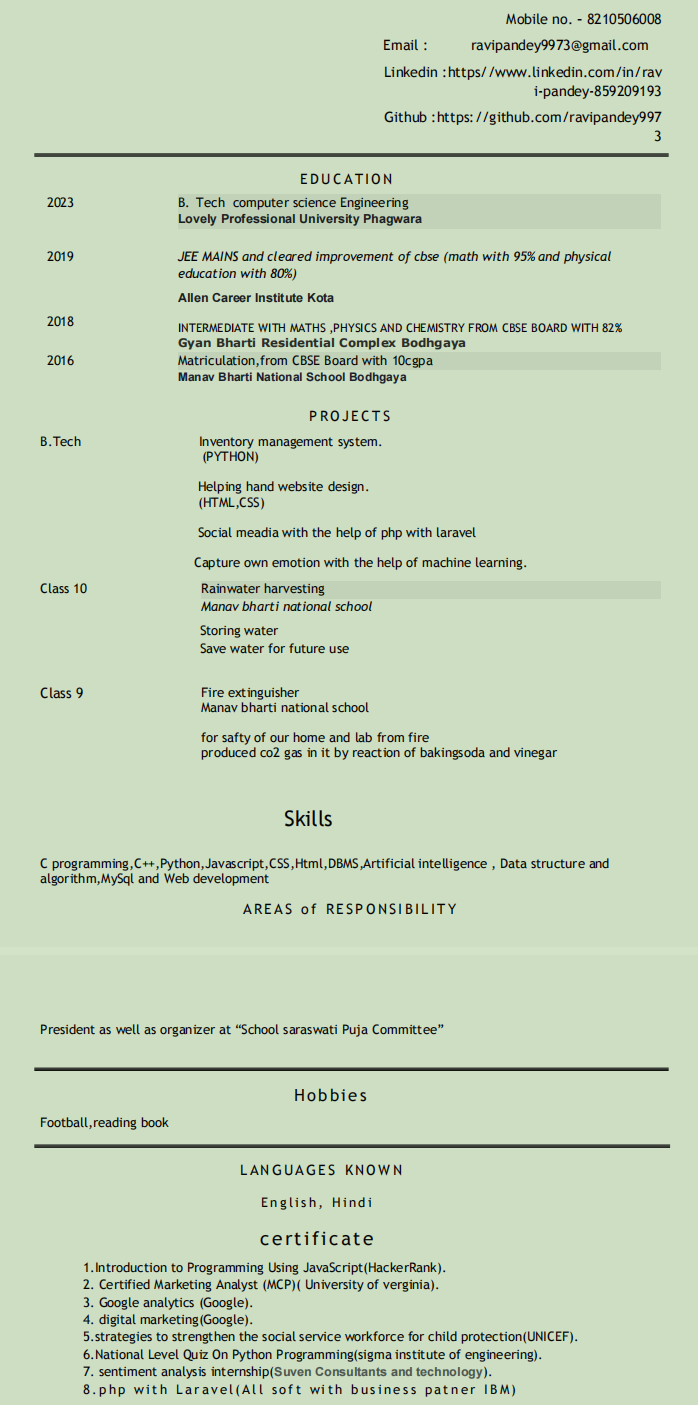 Mobile no. - 8210506008
Email : ravipandey9973@gmail.com
Linkedin :https//www.linkedin.com/in/rav
i-pandey-859209193
Github :https://github.com/ravipandey997
3
EDUCATION
2023 B. Tech computer science Engineering
Lovely Professional University Phagwara
2019 JEE MAINS and cleared improvement of cbse (math with 95% and physical
education with 80%)
Allen Career Institute Kota
2018 INTERMEDIATE WITH MATHS ,PHYSICS AND CHEMISTRY FROM CBSE BOARD WITH 82%
Gyan Bharti Residential Complex Bodhgaya
2016 Matriculation,from CBSE Board with 10cgpa
Manav Bharti National School Bodhgaya
PROJECTS
B.Tech Inventory management system.
(PYTHON)
Helping hand website design.
(HTML,CSS)
Social meadia with the help of php with laravel
Capture own emotion with the help of machine learning.
Class 10 Rainwater harvesting
Manav bharti national school
Storing water
Save water for future use
Class 9 Fire extinguisher
Manav bharti national school
for safty of our home and lab from fire
produced co2 gas in it by reaction of bakingsoda and vinegar
Skills
C programming,C++,Python,Javascript,CSS,Html,DBMS,Artificial intelligence , Data structure and
algorithm,MySql and Web development
AREAS of RESPONSIBILITY
President as well as organizer at “School saraswati Puja Committee”
Hobbies
Football,reading book
LANGUAGES KNOWN
English, Hindi
certificate
1.Introduction to Programming Using JavaScript(HackerRank).
2. Certified Marketing Analyst (MCP)( University of verginia).
3. Google analytics (Google).
4. digital marketing(Google).
5.strategies to strengthen the social service workforce for child protection(UNICEF).
6.National Level Quiz On Python Programming(sigma institute of engineering).
7. sentiment analysis internship(Suven Consultants and technology).
8.php with Laravel(All soft with business patner IBM)